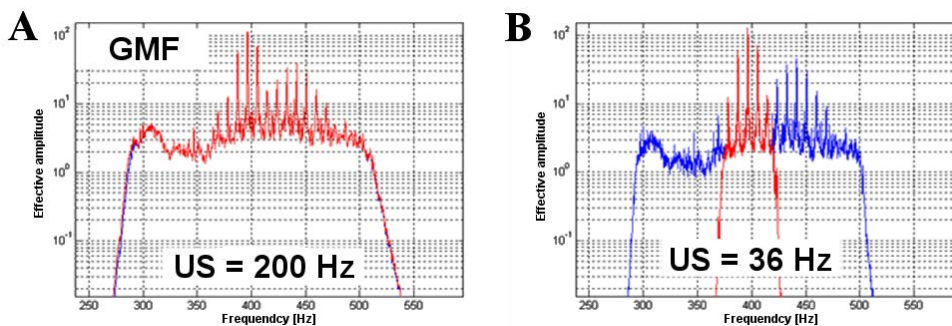 A
GMF
Effective amplitude
10²
10¹
10⁰
10⁻¹
US = 200 Hz
250 300 350 400 450 500 550
Frequendcy [Hz]
B
Effective amplitude
10²
10¹
10⁰
10⁻¹
US = 36 Hz
250 300 350 400 450 500 550
Frequendcy [Hz]